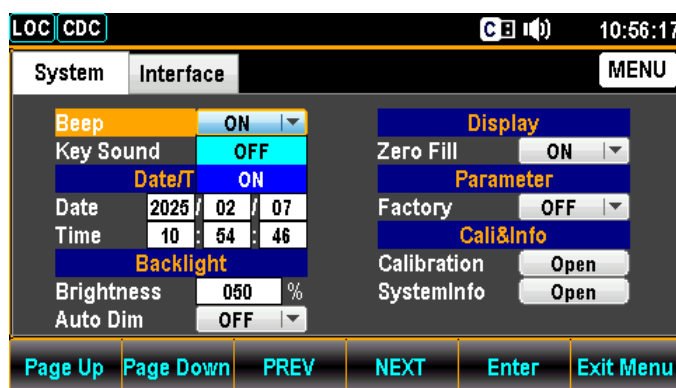 LOC CDC C 10:56:17
System Interface MENU
Beep ON
OFF
ON
Key Sound
Date/T
Date 2025 / 02 / 07
Time 10 : 54 : 46
Backlight
Brightness 050 %
Auto Dim OFF
Display
Zero Fill ON
Parameter
Factory OFF
Cali&Info
Calibration Open
SystemInfo Open
Page Up Page Down PREV NEXT Enter Exit Menu